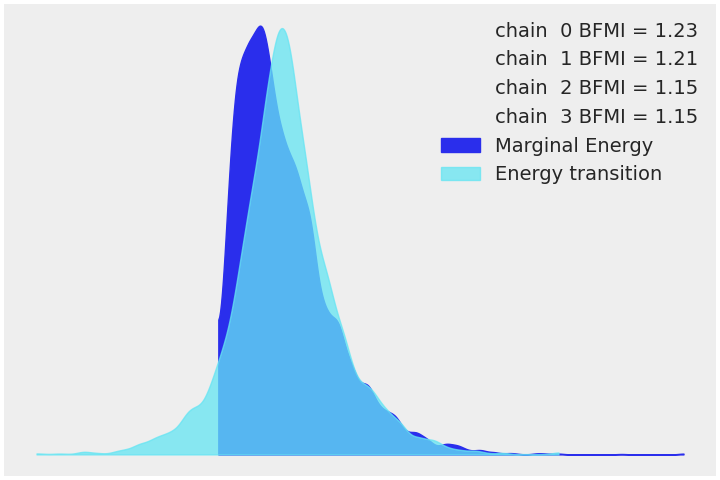 chain  0 BFMI = 1.23
chain  1 BFMI = 1.21
chain  2 BFMI = 1.15
chain  3 BFMI = 1.15
Marginal Energy
Energy transition